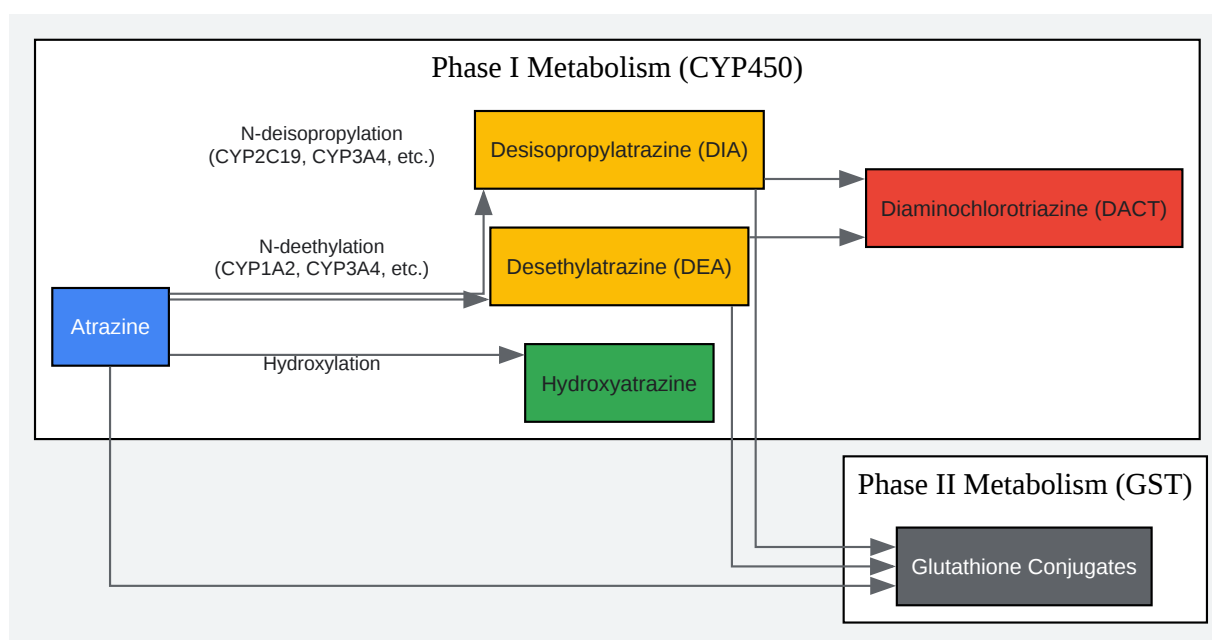 Phase I Metabolism (CYP450)
N-deisopropylation
(CYP2C19, CYP3A4, etc.)
Desisopropylatrazine (DIA)
Diaminochlorotriazine (DACT)
N-deethylation
(CYP1A2, CYP3A4, etc.)
Desethylatrazine (DEA)
Atrazine
Hydroxylation
Hydroxyatrazine
Phase II Metabolism (GST)
Glutathione Conjugates